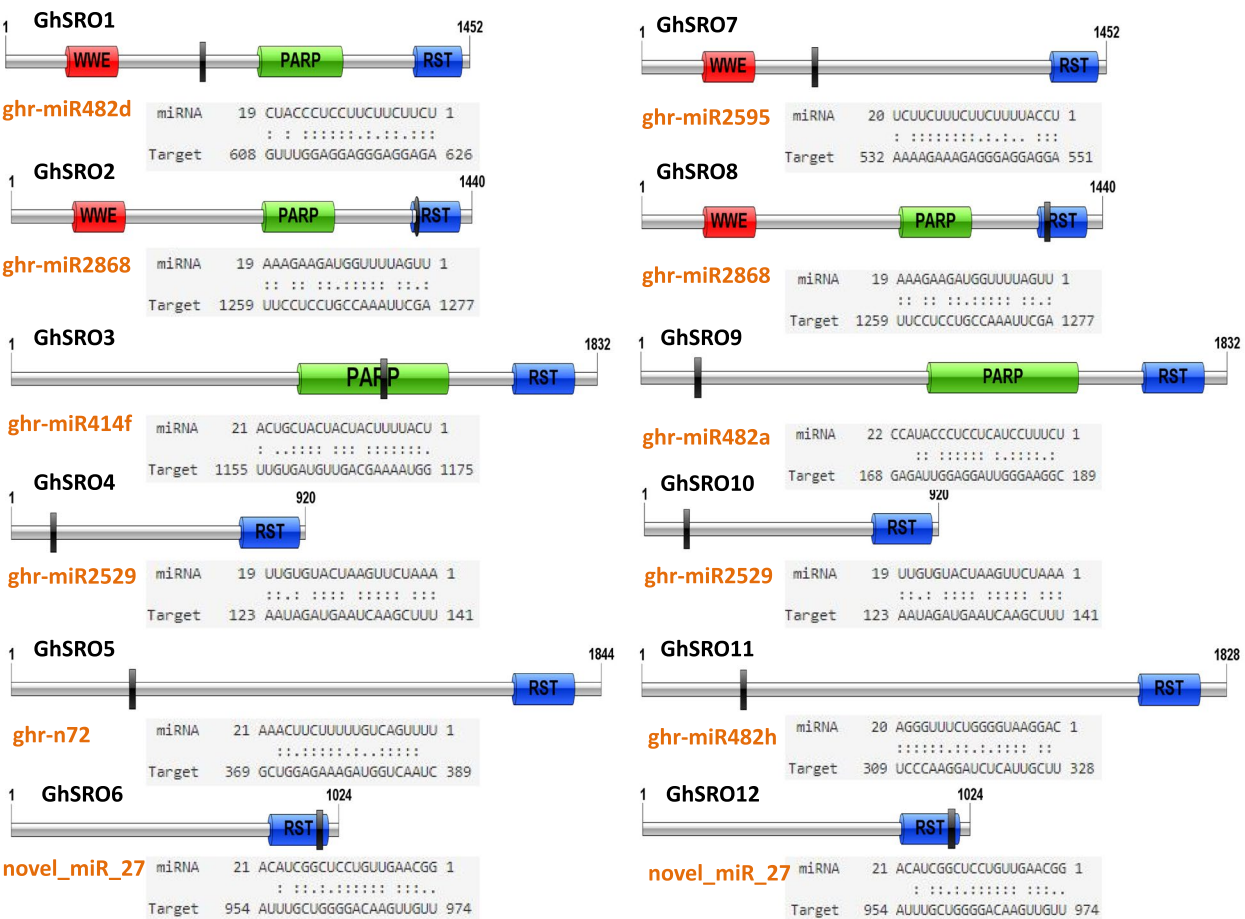 GhSRO1
1 1452
WWE PARP RST
ghr-miR482d
miRNA 19 CUACCCUCCUUCUUCUUCU 1
: : ::::::.:.::.:::
Target 608 GUUUGGAGGAGGGAGGAGA 626
GhSRO2
1 1440
WWE PARP RST
ghr-miR2868
miRNA 19 AAAGAAGAUGGUUUUAGUU 1
:: :: ::.::::: ::.:
Target 1259 UUCCUCCUGCCAAAUUCGA 1277
GhSRO3
1 1832
PARP RST
ghr-miR414f
miRNA 21 ACUGCUACUACUACUUUUACU 1
: ..:::: ::: :::::::.
Target 1155 UUGUGAUGUUGACGAAAAUGG 1175
GhSRO4
1 920
RST
ghr-miR2529
miRNA 19 UUGUGUACUAAGUUCUAAA 1
::.: :::: ::::: :::
Target 123 AAUAGAUGAAUCAAGCUUU 141
GhSRO5
1 1844
RST
ghr-n72
miRNA 21 AAACUUCUUUUUGUCAGUUUU 1
::.:::::.:.:..:::::
Target 369 GCUGGAGAAAGAUGGUCAAUC 389
GhSRO6
1 1024
RST
novel_miR_27
miRNA 21 ACAUCGGCUCCUGUUGAACGG 1
: ::.:.:::::: :::..
Target 954 AUUUGCUGGGGACAAGUUGUU 974
GhSRO7
1 1452
WWE RST
ghr-miR2595
miRNA 20 UCUUCUUUCUUCUUUUACCU 1
: ::::::::.:.:.. :::
Target 532 AAAAGAAAGAGGGAGGAGGA 551
GhSRO8
1 1440
WWE PARP RST
ghr-miR2868
miRNA 19 AAAGAAGAUGGUUUUAGUU 1
:: :: ::.::::: ::.:
Target 1259 UUCCUCCUGCCAAAUUCGA 1277
GhSRO9
1 1832
PARP RST
ghr-miR482a
miRNA 22 CCAUACCCUCCUCAUCCUUUCU 1
:: :::::: :.::::.:
Target 168 GAGAUUGGAGGAUUGGGAAGGC 189
GhSRO10
1 920
RST
ghr-miR2529
miRNA 19 UUGUGUACUAAGUUCUAAA 1
::.: :::: ::::: :::
Target 123 AAUAGAUGAAUCAAGCUUU 141
GhSRO11
1 1828
RST
ghr-miR482h
miRNA 20 AGGGUUUCUGGGGUAAGGAC 1
::::::.::.:.:::: ::
Target 309 UCCCAAGGAUCUCAUUGCUU 328
GhSRO12
1 1024
RST
novel_miR_27
miRNA 21 ACAUCGGCUCCUGUUGAACGG 1
: ::.:.:::::: :::..
Target 954 AUUUGCUGGGGACAAGUUGUU 974